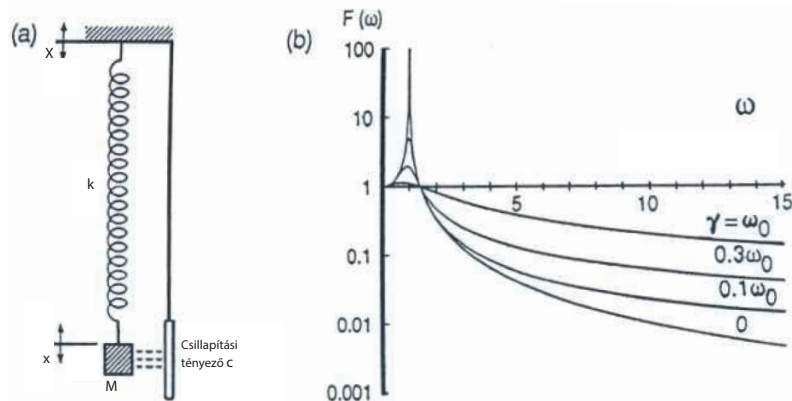 (a)
X
k
x
M
Csillapítási
tényező c
(b)
F (ω)
100
10
1
0.1
0.01
0.001
ω
5
10
15
γ = ω₀
0.3ω₀
0.1ω₀
0